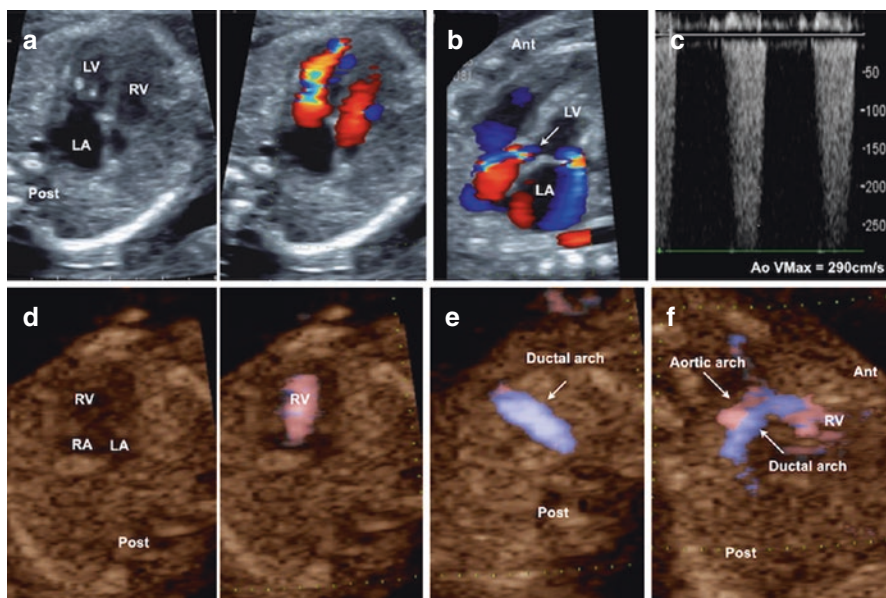 a
LV
RV
LA
Post
b
Ant
LV
LA
c
-50
-100
-150
-200
-250
Ao VMax = 290cm/s
d
RV
RV
RA LA
Post
e
Ductal arch
Post
f
Aortic arch
Ant
RV
Ductal arch
Post